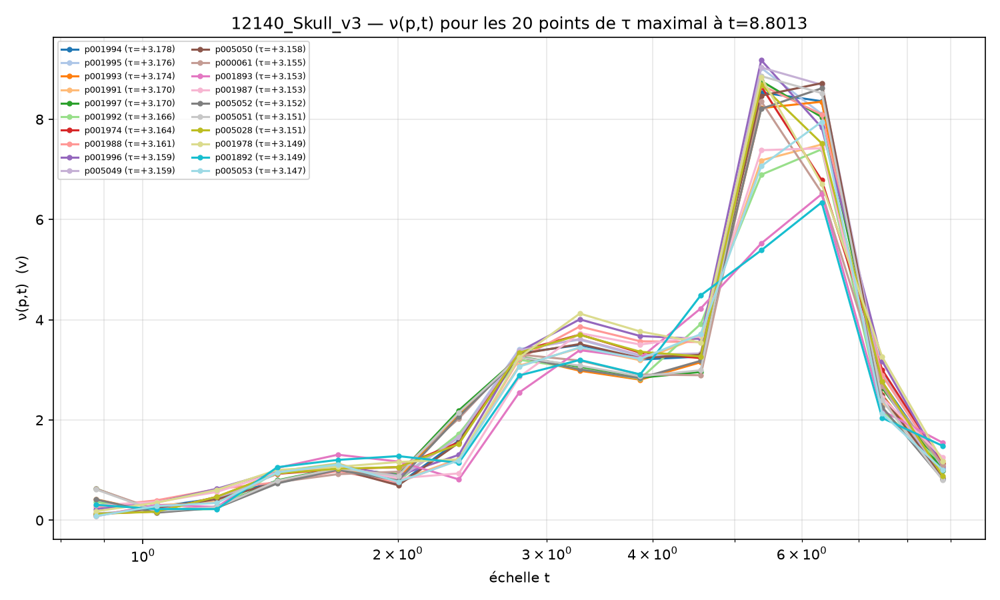 12140_Skull_v3 — ν(p,t) pour les 20 points de τ maximal à t=8.8013
p001994 (τ=+3.178)
p001995 (τ=+3.176)
p001993 (τ=+3.174)
p001991 (τ=+3.170)
p001997 (τ=+3.170)
p001992 (τ=+3.166)
p001974 (τ=+3.164)
p001988 (τ=+3.161)
p001996 (τ=+3.159)
p005049 (τ=+3.159)
p005050 (τ=+3.158)
p000061 (τ=+3.155)
p001893 (τ=+3.153)
p001987 (τ=+3.153)
p005052 (τ=+3.152)
p005051 (τ=+3.151)
p005028 (τ=+3.151)
p001978 (τ=+3.149)
p001892 (τ=+3.149)
p005053 (τ=+3.147)
ν(p,t)  (v)
8
6
4
2
0
10⁰
2 × 10⁰
3 × 10⁰
4 × 10⁰
6 × 10⁰
échelle t